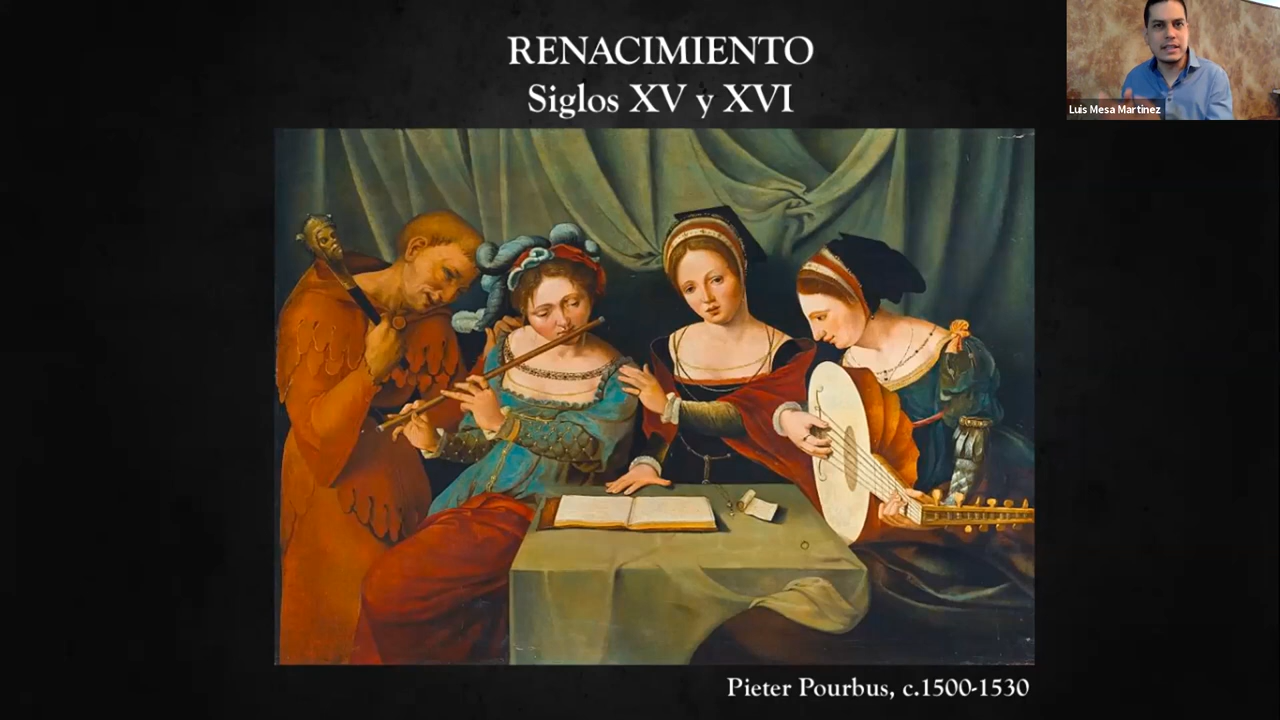 RENACIMIENTO
Siglos XV y XVI
Luis Mesa Martinez
Pieter Pourbus, c.1500-1530